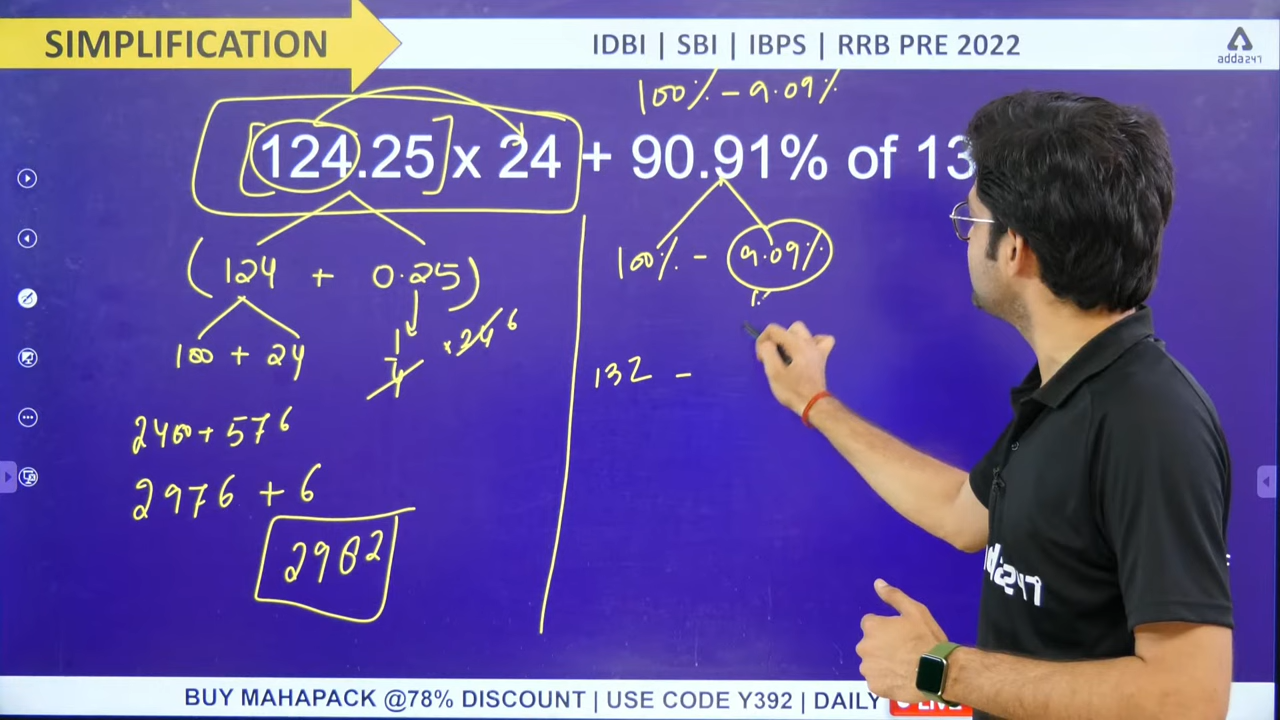 SIMPLIFICATION
IDBI | SBI | IBPS | RRB PRE 2022
adda247
100% - 9.09%
[124.25] x 24 + 90.91% of 13
(124 + 0.25)
100% - 9.09%
100 + 24
1/4 × 24 6
132 -
2400 + 576
2976 + 6
2982
adda247
BUY MAHAPACK @78% DISCOUNT | USE CODE Y392 | DAILY LIVE